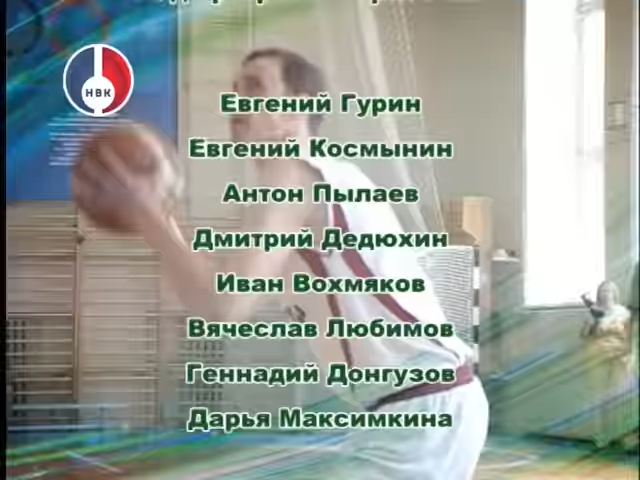 НВК
Евгений Гурин
Евгений Космынин
Антон Пылаев
Дмитрий Дедюхин
Иван Вохмяков
Вячеслав Любимов
Геннадий Донгузов
Дарья Максимкина